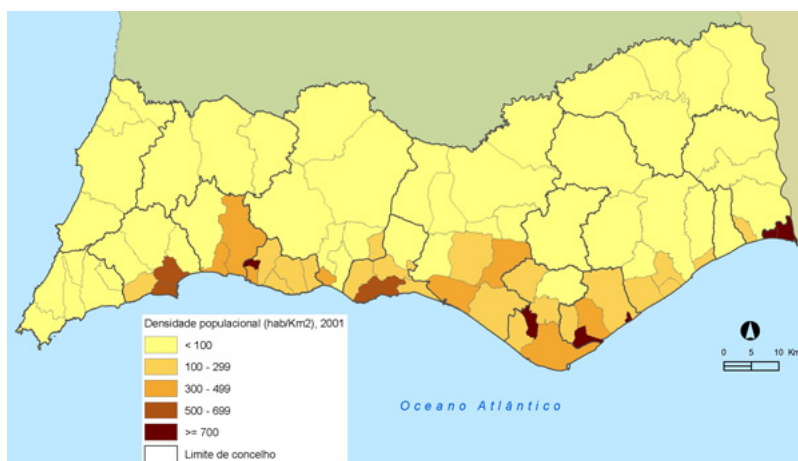 Densidade populacional (hab/Km2), 2001
< 100
100 - 299
300 - 499
500 - 699
>= 700
Limite de concelho
Oceano Atlântico
0 5 10 Km